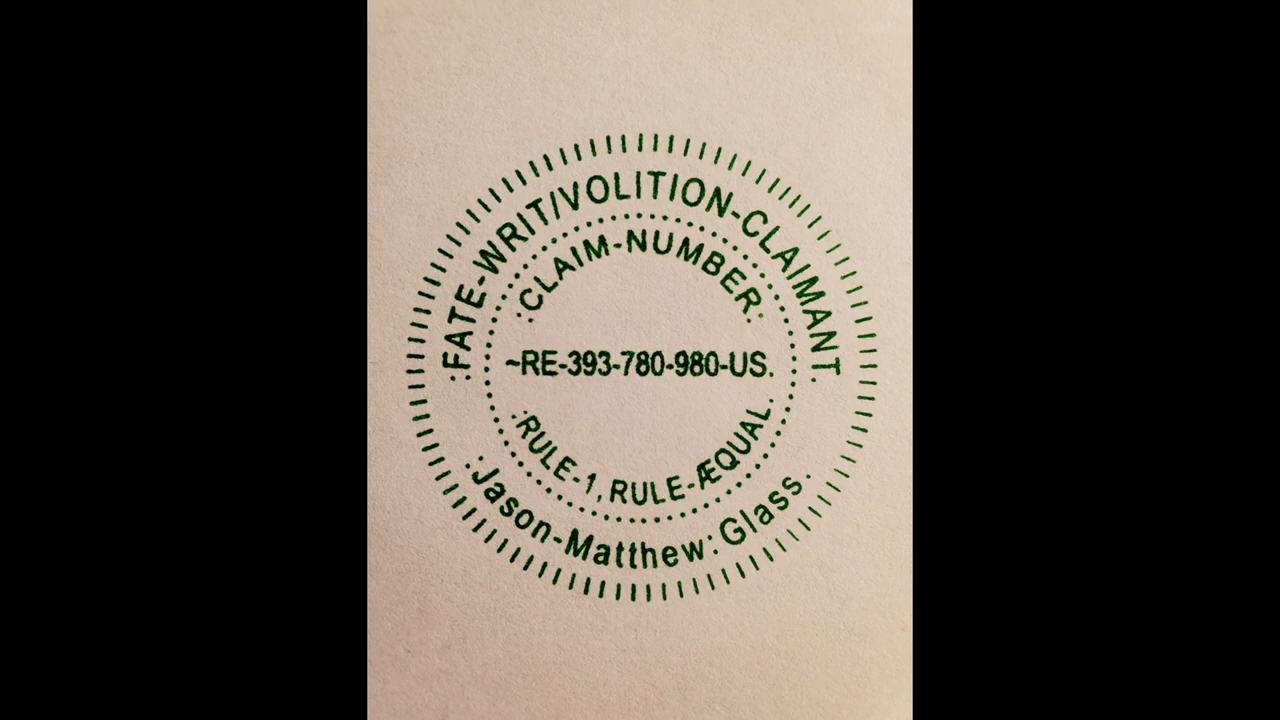 :FATE-WRIT/VOLITION-CLAIMANT.
:CLAIM-NUMBER:
~RE-393-780-980-US.
:RULE-1, RULE-ÆQUAL.
:Jason-Matthew: Glass.